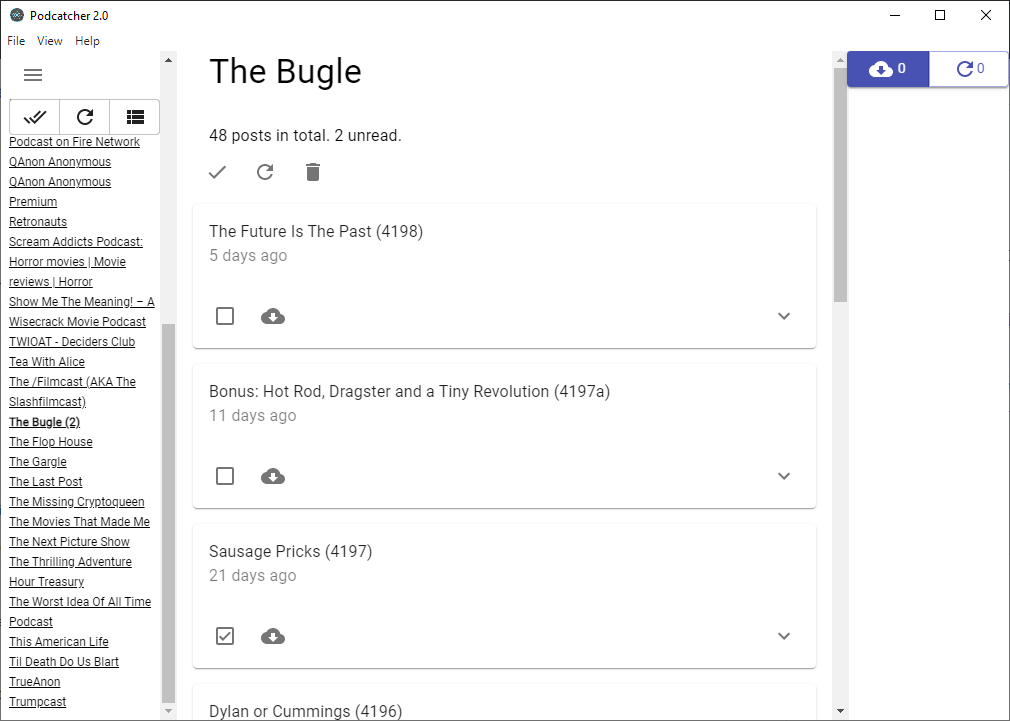 Podcatcher 2.0
File View Help
Podcast on Fire Network
QAnon Anonymous
QAnon Anonymous
Premium
Retronauts
Scream Addicts Podcast:
Horror movies | Movie
reviews | Horror
Show Me The Meaning! – A
Wisecrack Movie Podcast
TWIOAT - Deciders Club
Tea With Alice
The /Filmcast (AKA The
Slashfilmcast)
The Bugle (2)
The Flop House
The Gargle
The Last Post
The Missing Cryptoqueen
The Movies That Made Me
The Next Picture Show
The Thrilling Adventure
Hour Treasury
The Worst Idea Of All Time
Podcast
This American Life
Til Death Do Us Blart
TrueAnon
Trumpcast
The Bugle
48 posts in total. 2 unread.
The Future Is The Past (4198)
5 days ago
Bonus: Hot Rod, Dragster and a Tiny Revolution (4197a)
11 days ago
Sausage Pricks (4197)
21 days ago
Dylan or Cummings (4196)
0
0